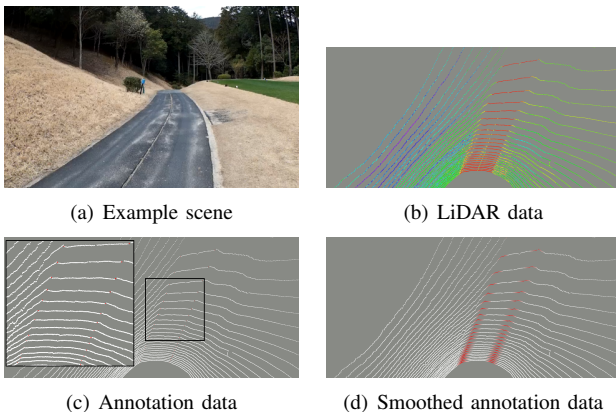 (a) Example scene
(b) LiDAR data
(c) Annotation data
(d) Smoothed annotation data